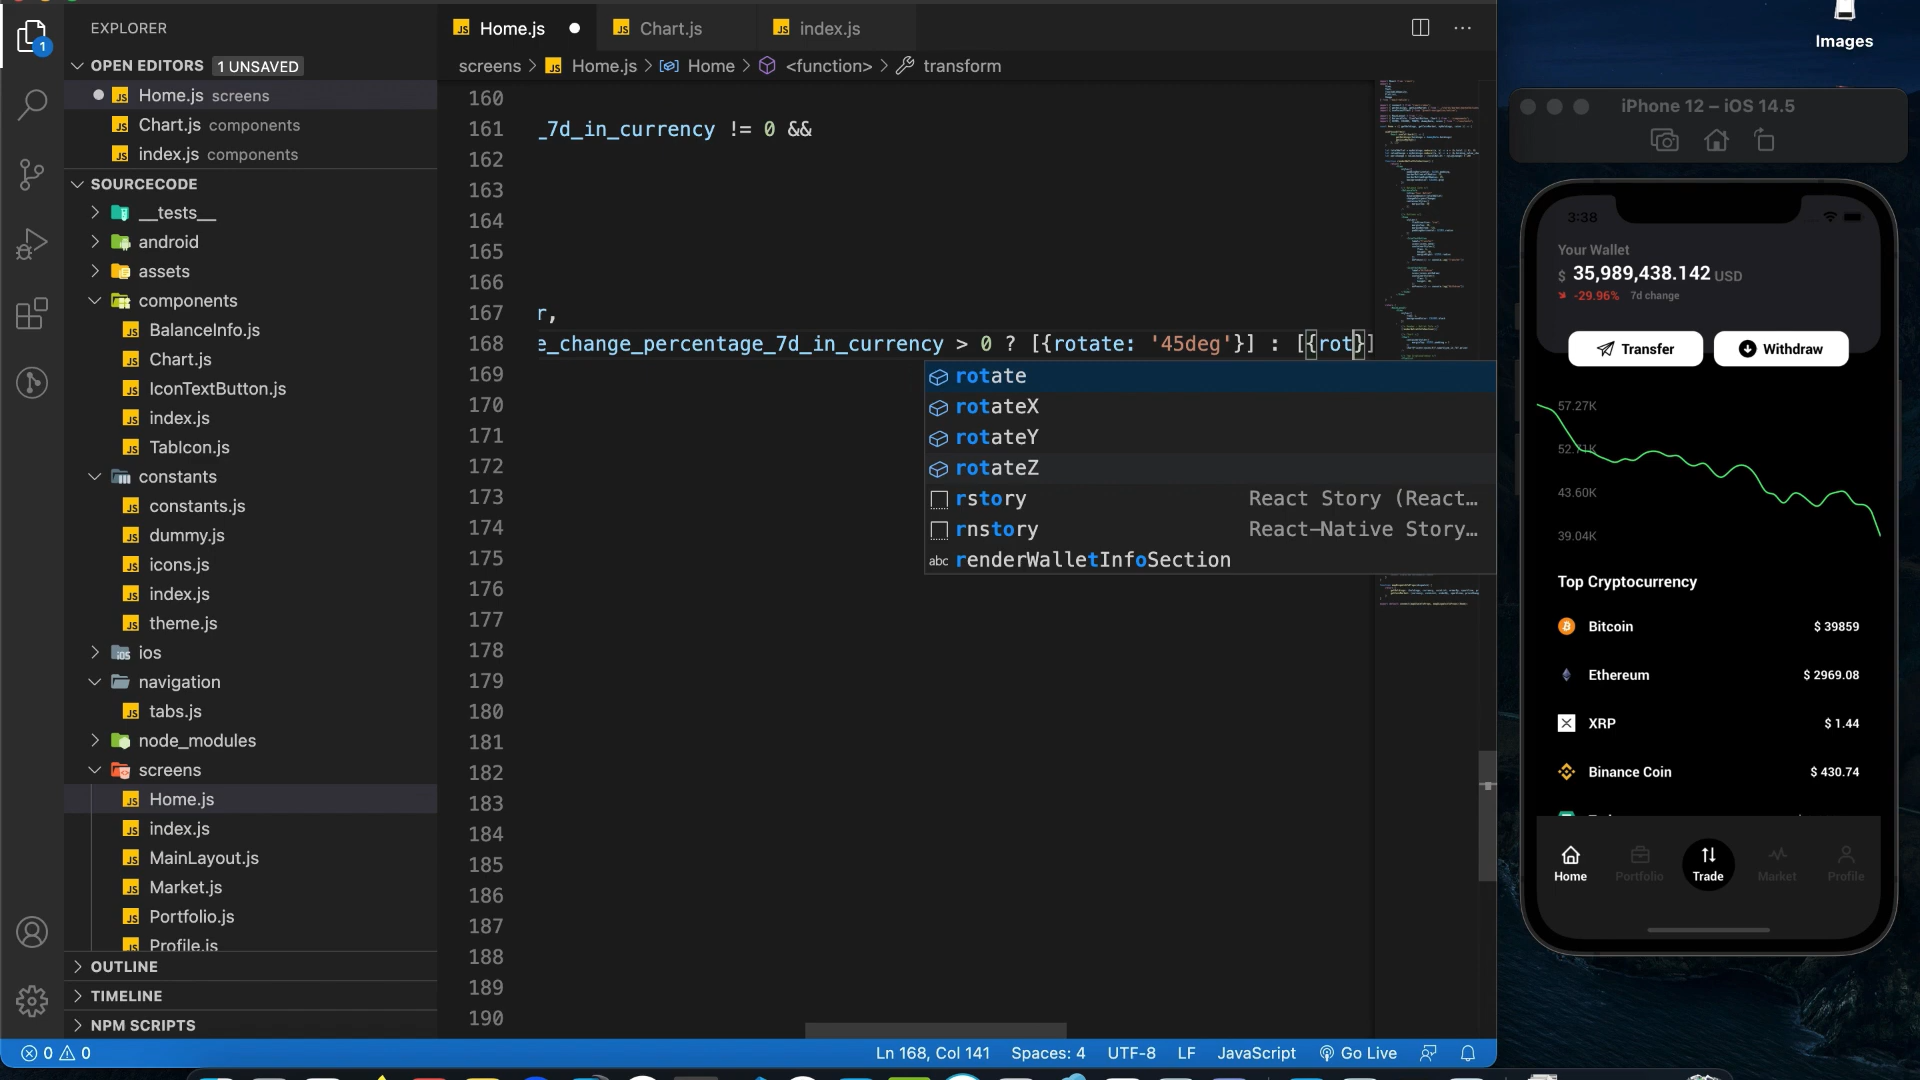 EXPLORER
OPEN EDITORS 1 UNSAVED
Home.js screens
Chart.js components
index.js components
SOURCECODE
__tests__
android
assets
components
BalanceInfo.js
Chart.js
IconTextButton.js
index.js
TabIcon.js
constants
constants.js
dummy.js
icons.js
index.js
theme.js
ios
navigation
tabs.js
node_modules
screens
Home.js
index.js
MainLayout.js
Market.js
Portfolio.js
Profile.js
OUTLINE
TIMELINE
NPM SCRIPTS
Home.js
Chart.js
index.js
screens > Home.js > Home > <function> > transform
160
161 _7d_in_currency != 0 &&
162
163
164
165
166
167 r,
168 e_change_percentage_7d_in_currency > 0 ? [{rotate: '45deg'}] : [{rot}]
169
170
171
172
173
174
175
176
177
178
179
180
181
182
183
184
185
186
187
188
189
190
rotate
rotateX
rotateY
rotateZ
rstory React Story (React…
rnstory React-Native Story…
abc renderWalletInfoSection
0 0
Ln 168, Col 141 Spaces: 4 UTF-8 LF JavaScript Go Live
Images
iPhone 12 – iOS 14.5
3:38
Your Wallet
$ 35,989,438.142 USD
-29.96% 7d change
Transfer
Withdraw
57.27K
52.71K
43.60K
39.04K
Top Cryptocurrency
Bitcoin $ 39859
Ethereum $ 2969.08
XRP $ 1.44
Binance Coin $ 430.74
Home
Portfolio
Trade
Market
Profile